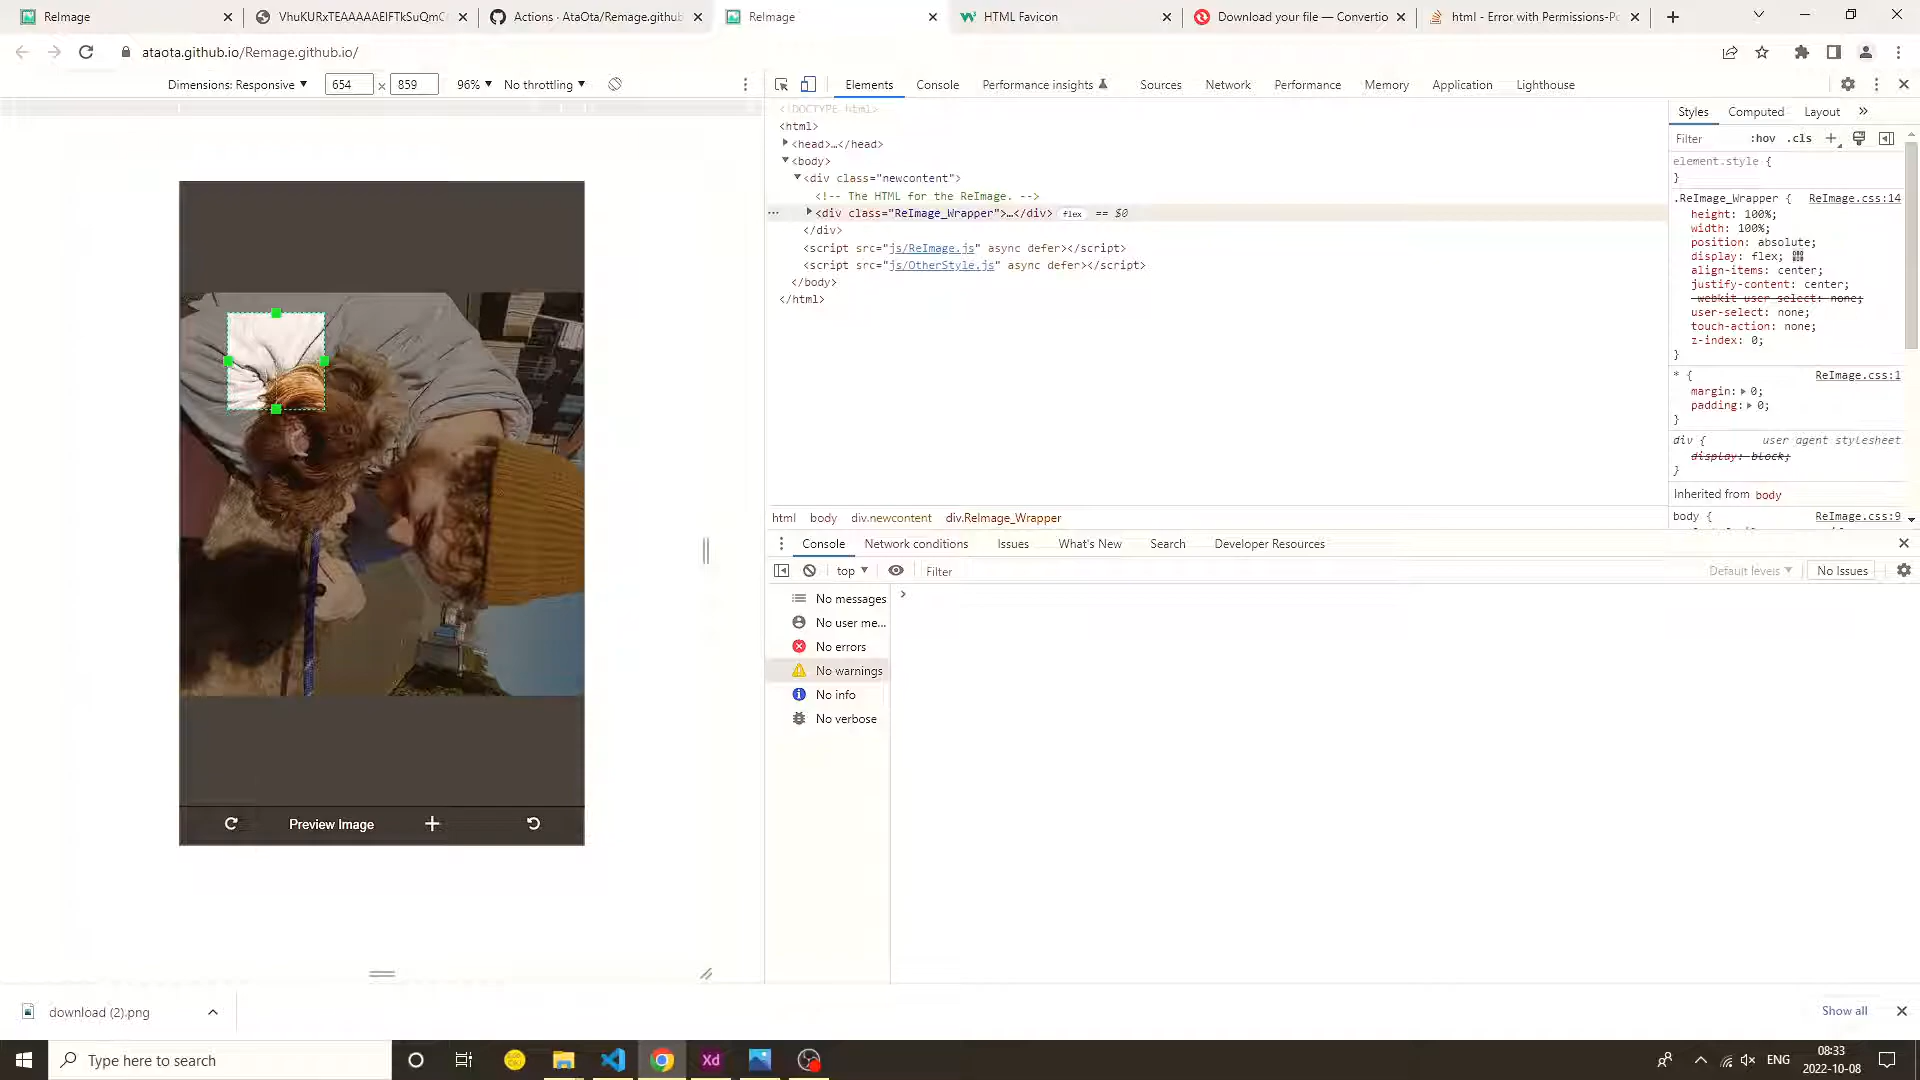 ReImage
VhuKURxTEAAAAAElFTkSuQmC
Actions · AtaOta/Remage.github
ReImage
HTML Favicon
Download your file — Convertio
html - Error with Permissions-Po
ataota.github.io/Remage.github.io/
Dimensions: Responsive
654
x
859
96%
No throttling
Elements
Console
Performance insights
Sources
Network
Performance
Memory
Application
Lighthouse
<!DOCTYPE html>
<html>
<head>…</head>
<body>
<div class="newcontent">
<!-- The HTML for the ReImage. -->
<div class="ReImage_Wrapper">…</div> flex == $0
</div>
<script src="js/ReImage.js" async defer></script>
<script src="js/OtherStyle.js" async defer></script>
</body>
</html>
Styles
Computed
Layout
Filter
:hov
.cls
element.style {
}
.ReImage_Wrapper { ReImage.css:14
height: 100%;
width: 100%;
position: absolute;
display: flex;
align-items: center;
justify-content: center;
-webkit-user-select: none;
user-select: none;
touch-action: none;
z-index: 0;
}
* { ReImage.css:1
margin: 0;
padding: 0;
}
div { user agent stylesheet
display: block;
}
Inherited from body
body { ReImage.css:9
html
body
div.newcontent
div.ReImage_Wrapper
Console
Network conditions
Issues
What's New
Search
Developer Resources
top
Filter
Default levels
No Issues
No messages
No user me...
No errors
No warnings
No info
No verbose
Preview Image
download (2).png
Show all
Type here to search
Xd
ENG
08:33
2022-10-08